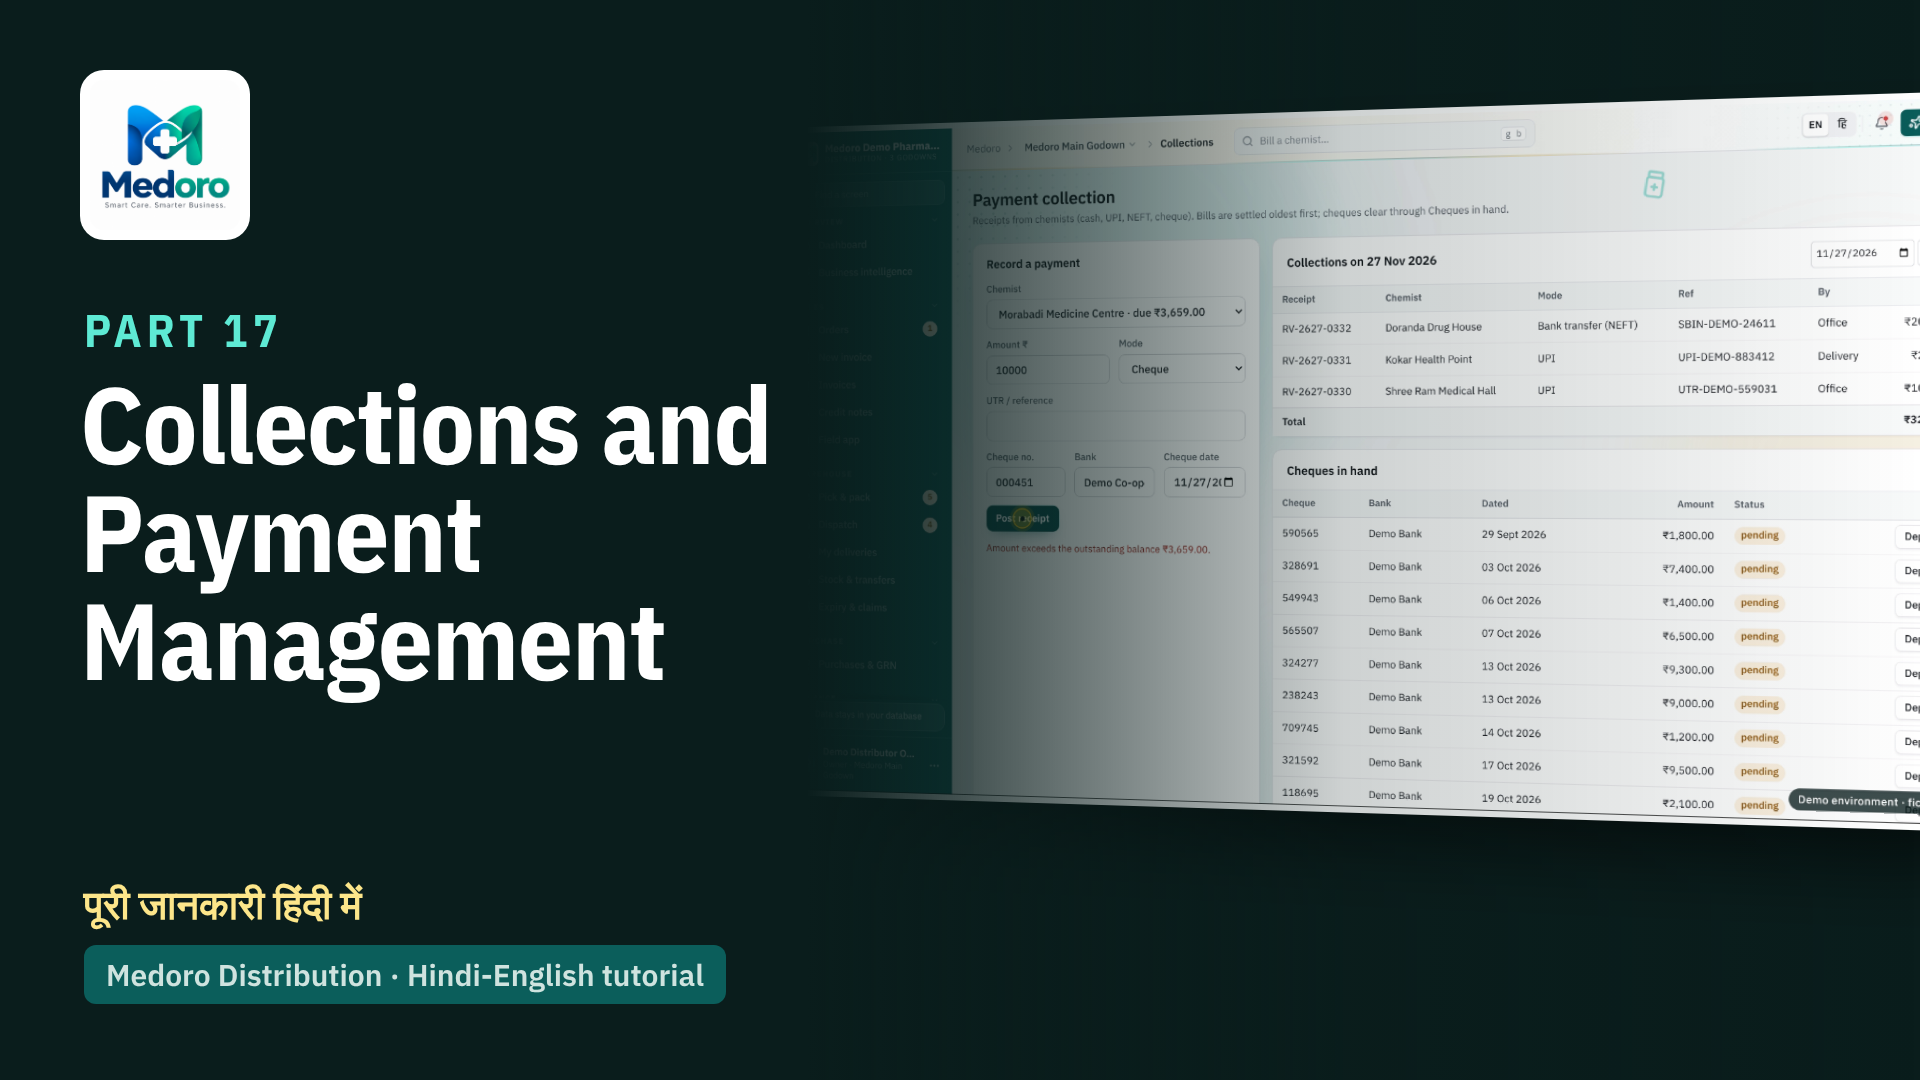 Medoro
Smart Care. Smarter Business.
PART 17
Collections and
Payment
Management
पूरी जानकारी हिंदी में
Medoro Distribution · Hindi-English tutorial
Medoro Demo Pharma...
Medoro > Medoro Main Godown > Collections
Bill a chemist...
g b
EN हि
Payment collection
Receipts from chemists (cash, UPI, NEFT, cheque). Bills are settled oldest first; cheques clear through Cheques in hand.
Record a payment
Chemist
Morabadi Medicine Centre · due ₹3,659.00
Amount ₹ Mode
10000 Cheque
UTR / reference
Cheque no. Bank Cheque date
000451 Demo Co-op 11/27/2
Post receipt
Amount exceeds the outstanding balance ₹3,659.00.
Collections on 27 Nov 2026
11/27/2026
Receipt Chemist Mode Ref By
RV-2627-0332 Doranda Drug House Bank transfer (NEFT) SBIN-DEMO-24611 Office
RV-2627-0331 Kokar Health Point UPI UPI-DEMO-883412 Delivery
RV-2627-0330 Shree Ram Medical Hall UPI UTR-DEMO-559031 Office
Total
Cheques in hand
Cheque Bank Dated Amount Status
590565 Demo Bank 29 Sept 2026 ₹1,800.00 pending
328691 Demo Bank 03 Oct 2026 ₹7,400.00 pending
549943 Demo Bank 06 Oct 2026 ₹1,400.00 pending
565507 Demo Bank 07 Oct 2026 ₹6,500.00 pending
324277 Demo Bank 13 Oct 2026 ₹9,300.00 pending
238243 Demo Bank 13 Oct 2026 ₹9,000.00 pending
709745 Demo Bank 14 Oct 2026 ₹1,200.00 pending
321592 Demo Bank 17 Oct 2026 ₹9,500.00 pending
118695 Demo Bank 19 Oct 2026 ₹2,100.00 pending
Demo environment ·